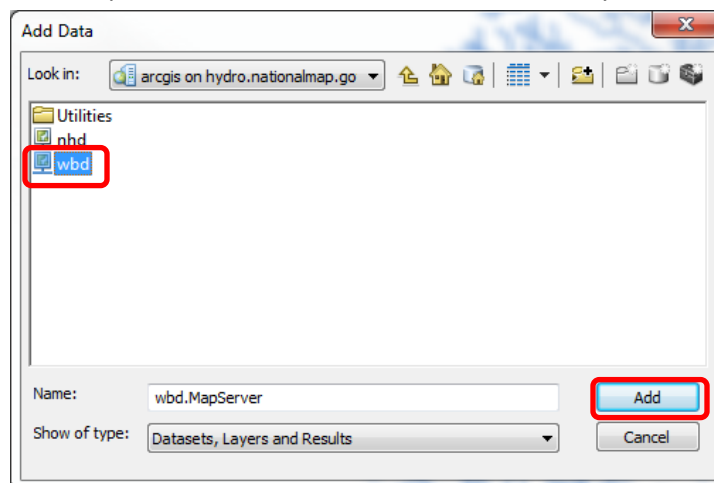 Add Data
Look in: arcgis on hydro.nationalmap.go
Utilities
nhd
wbd
Name: wbd.MapServer Add
Show of type: Datasets, Layers and Results Cancel